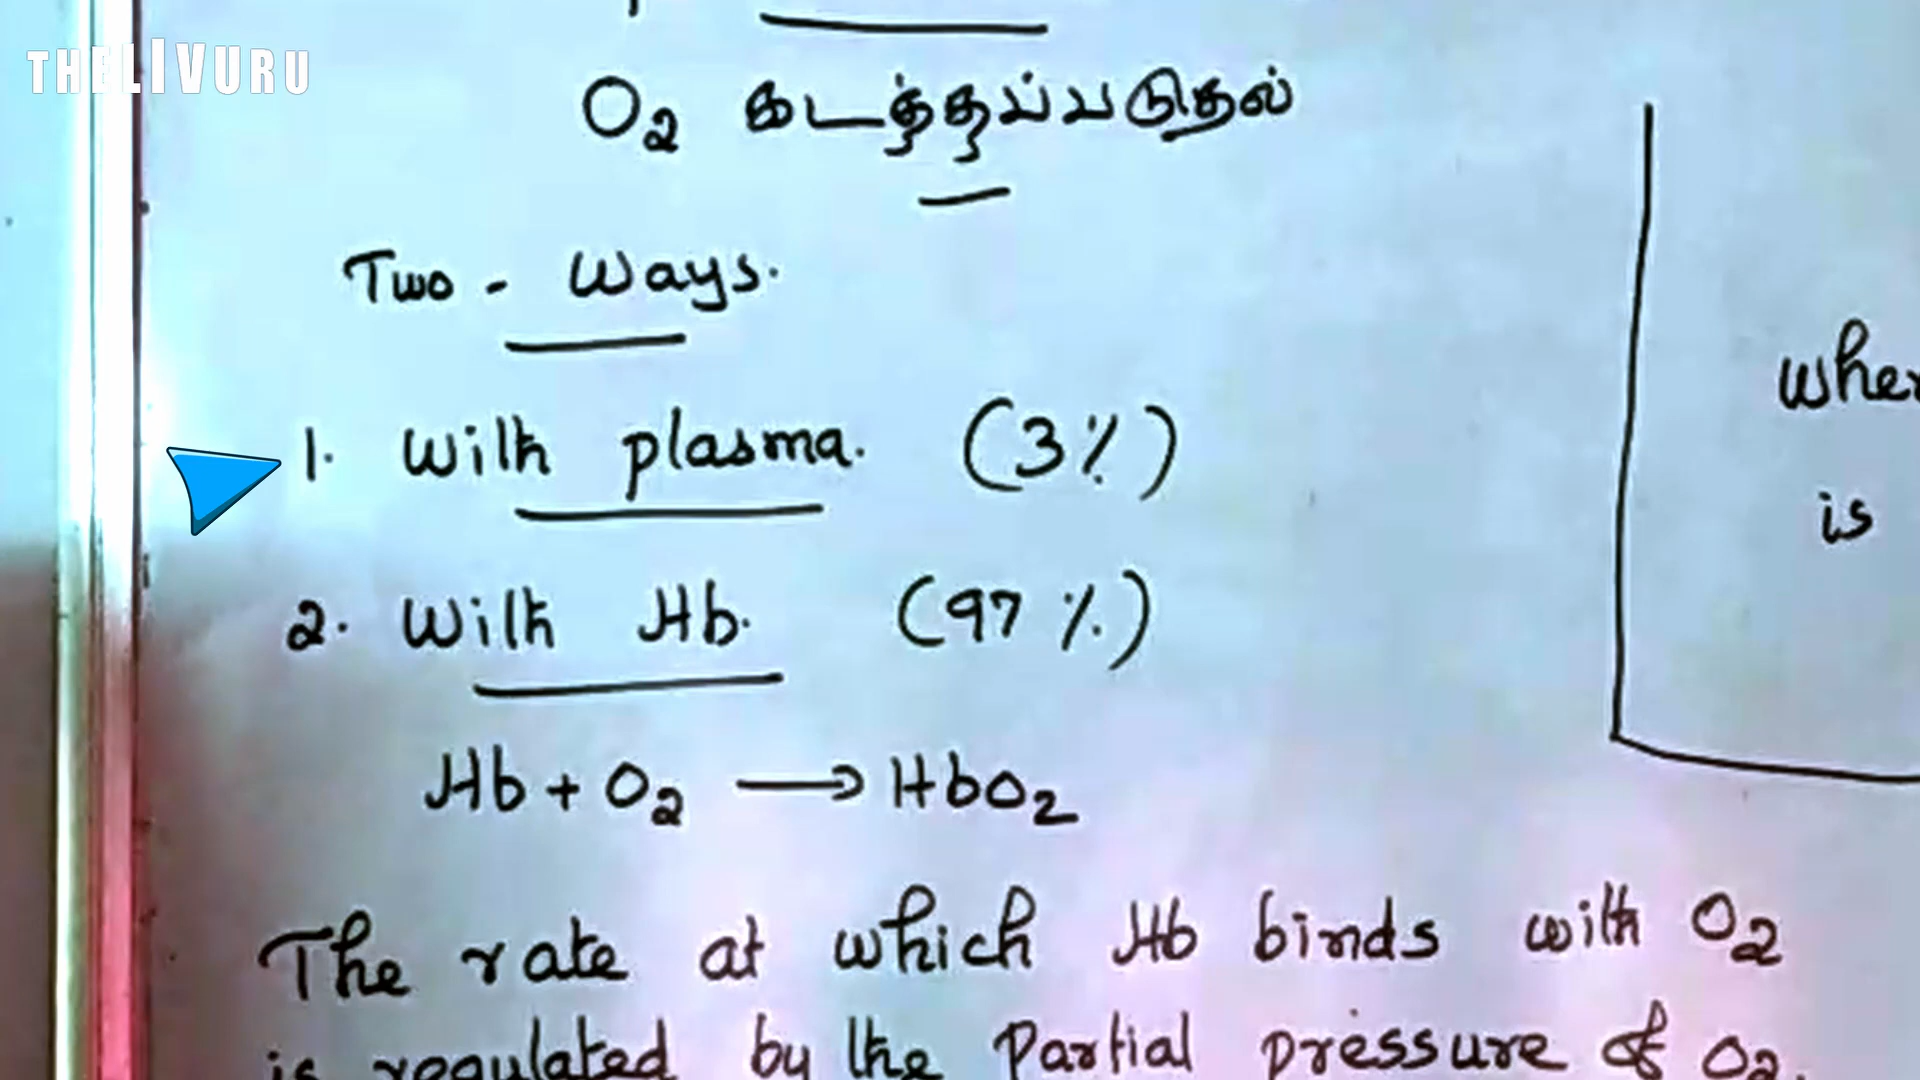 THELIVURU
O2 கடத்தப்படுதல்
Two - Ways.
1. With plasma. (3%)
2. With Hb. (97%)
Hb + O2 → HbO2
The rate at which Hb binds with O2
is regulated by the Partial pressure of O2.
is